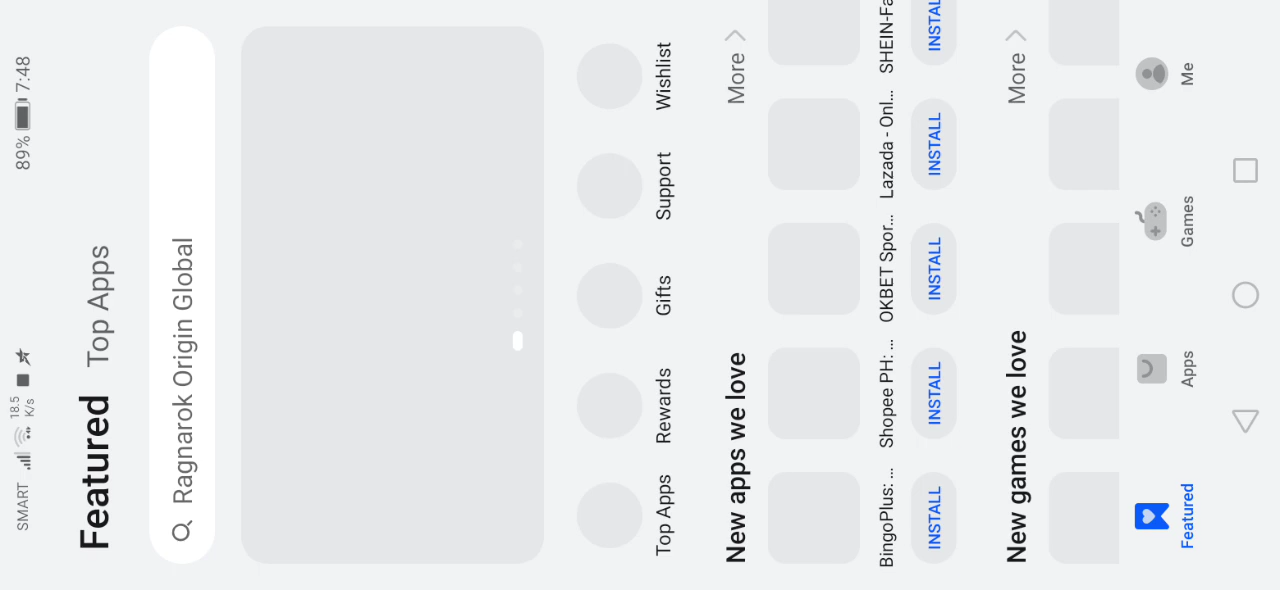 SMART 18.5 K/s 89% 7:48
Featured Top Apps
Ragnarok Origin Global
Top Apps Rewards Gifts Support Wishlist
New apps we love More
BingoPlus: ... Shopee PH: ... OKBET Spor... Lazada - Onl... SHEIN-Fa
INSTALL INSTALL INSTALL INSTALL INSTALL
New games we love More
Featured Apps Games Me